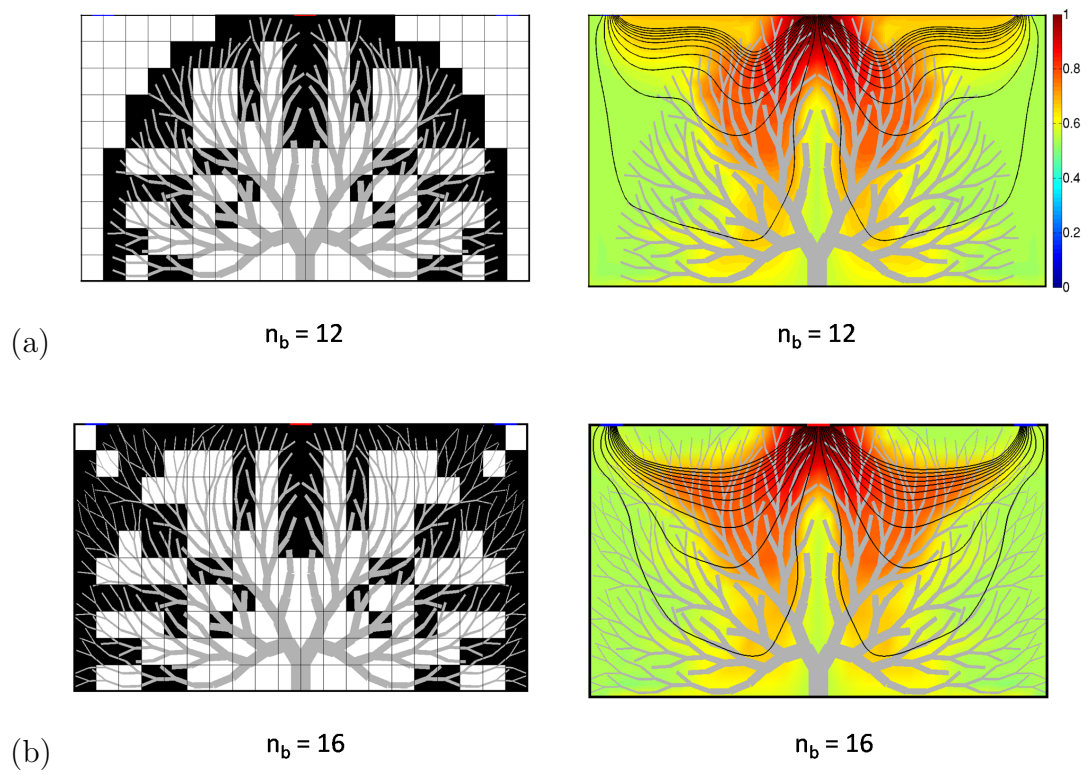 1
0.8
0.6
0.4
0.2
0
(a)
n_b = 12
n_b = 12
(b)
n_b = 16
n_b = 16